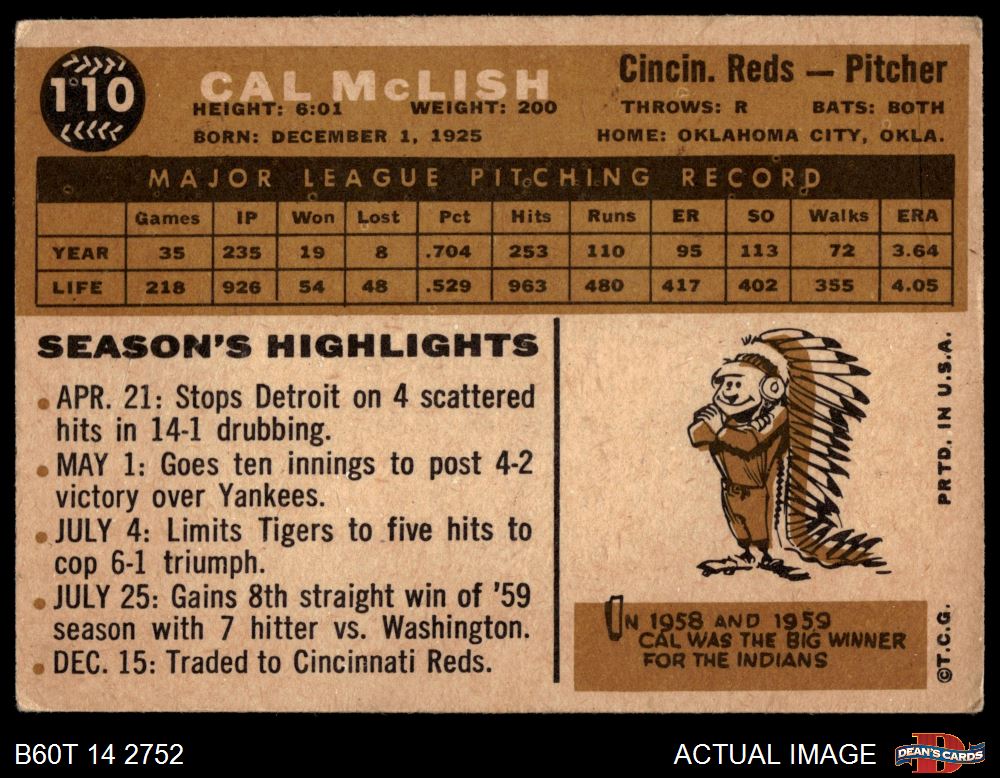 110
CAL McLISH
Cincin. Reds — Pitcher
HEIGHT: 6:01 WEIGHT: 200 THROWS: R BATS: BOTH
BORN: DECEMBER 1, 1925 HOME: OKLAHOMA CITY, OKLA.
MAJOR LEAGUE PITCHING RECORD
Games IP Won Lost Pct Hits Runs ER SO Walks ERA
YEAR 35 235 19 8 .704 253 110 95 113 72 3.64
LIFE 218 926 54 48 .529 963 480 417 402 355 4.05
SEASON'S HIGHLIGHTS
• APR. 21: Stops Detroit on 4 scattered
hits in 14-1 drubbing.
• MAY 1: Goes ten innings to post 4-2
victory over Yankees.
• JULY 4: Limits Tigers to five hits to
cop 6-1 triumph.
• JULY 25: Gains 8th straight win of '59
season with 7 hitter vs. Washington.
• DEC. 15: Traded to Cincinnati Reds.
IN 1958 AND 1959
CAL WAS THE BIG WINNER
FOR THE INDIANS
©T.C.G. PRTD. IN U.S.A.
B60T 14 2752
ACTUAL IMAGE
DEAN'S CARDS